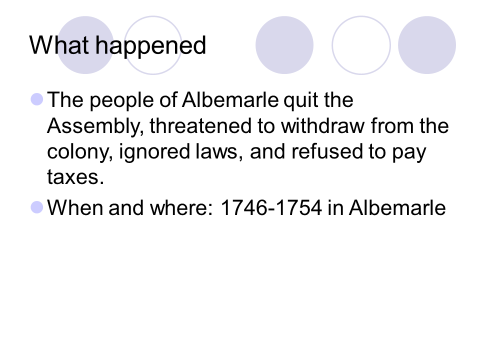 What happened
The people of Albemarle quit the
Assembly, threatened to withdraw from the
colony, ignored laws, and refused to pay
taxes.
When and where: 1746-1754 in Albemarle